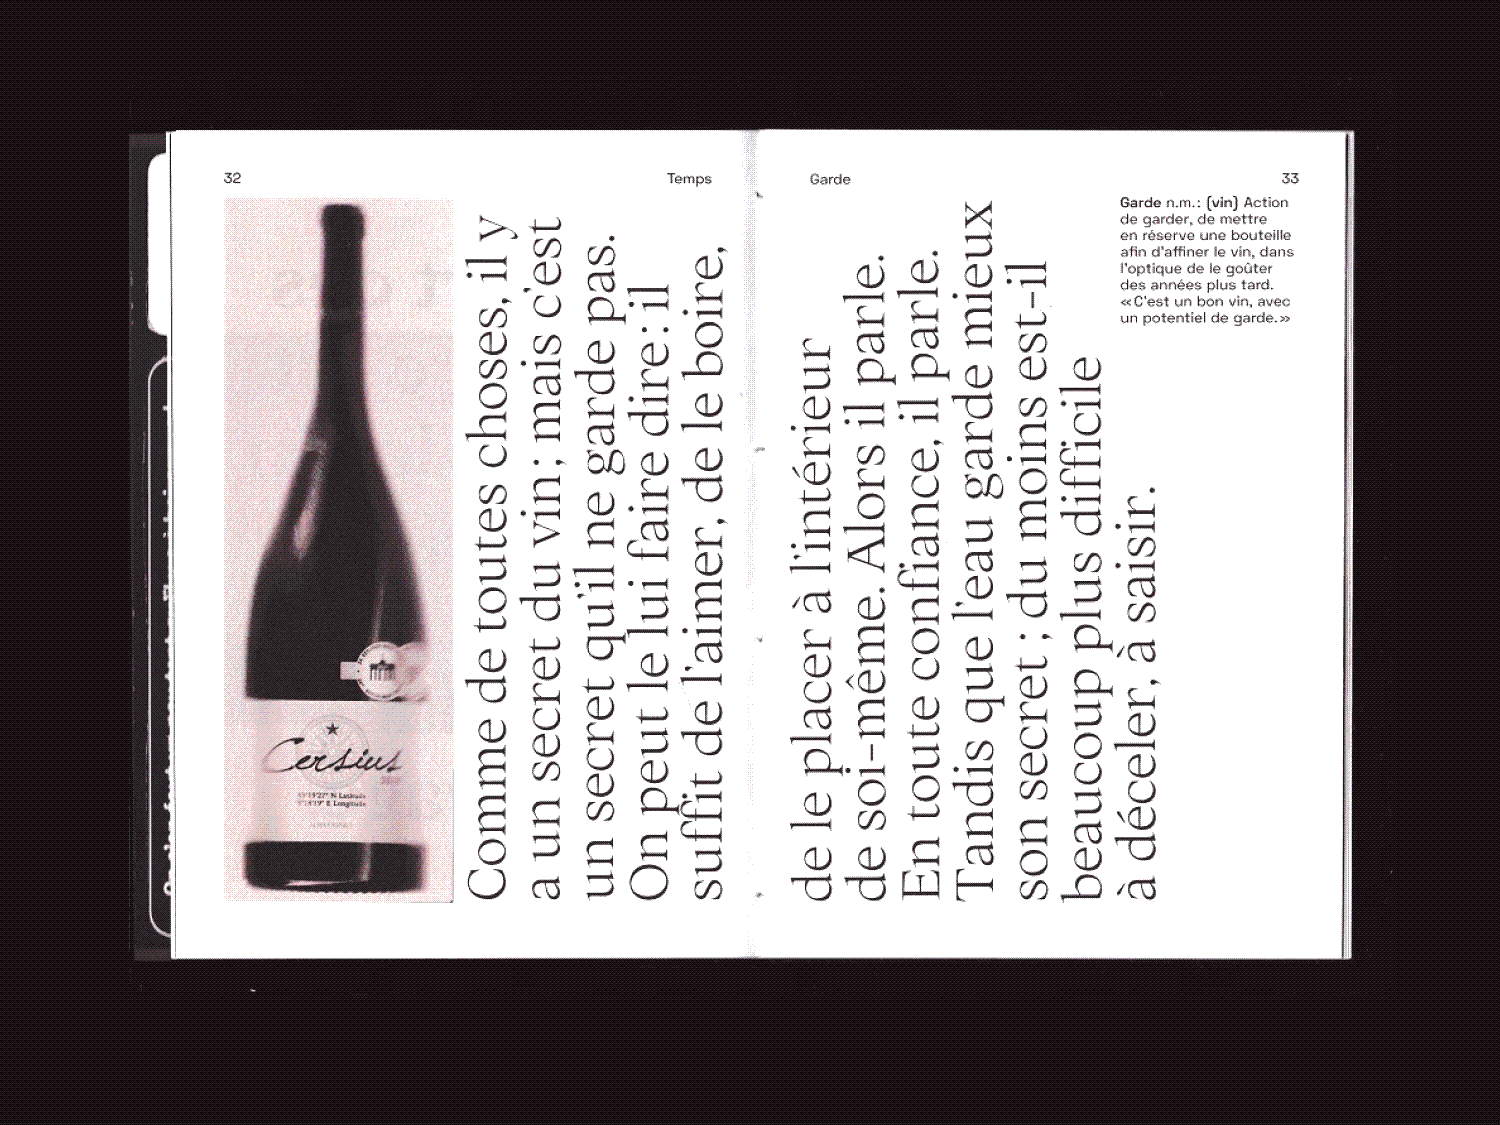 32
Temps
Cersius
43°15'27" N Latitude
Comme de toutes choses, il y
a un secret du vin ; mais c'est
un secret qu'il ne garde pas.
On peut le lui faire dire : il
suffit de l'aimer, de le boire,
Garde
33
de le placer à l'intérieur
de soi-même. Alors il parle.
En toute confiance, il parle.
Tandis que l'eau garde mieux
son secret ; du moins est-il
beaucoup plus difficile
à déceler, à saisir.
Garde n.m.: (vin) Action
de garder, de mettre
en réserve une bouteille
afin d'affiner le vin, dans
l'optique de le goûter
des années plus tard.
«C'est un bon vin, avec
un potentiel de garde.»